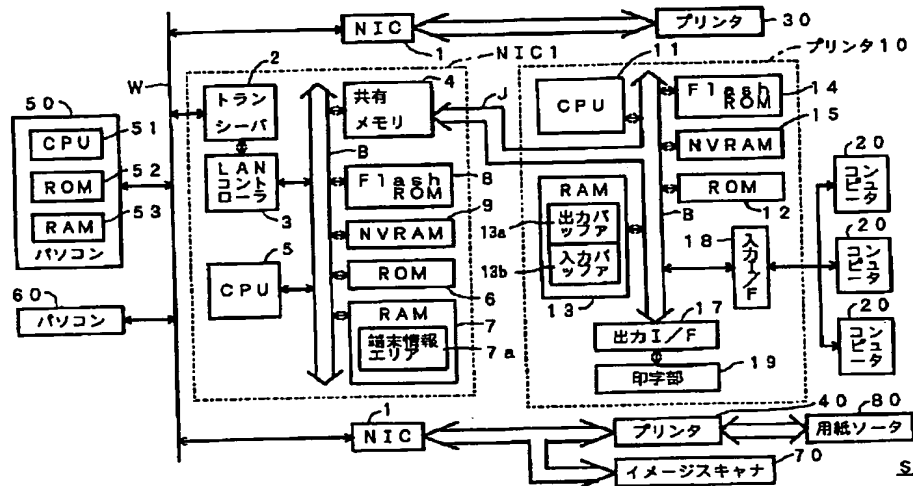 NIC
1
プリンタ
30
NIC1
プリンタ10
W
2
トラン
シーバ
LAN
コント
ローラ
3
5
CPU
4
共有
メモリ
J
B
Flash
ROM
8
NVRAM
9
ROM
6
RAM
端末情報
エリア
7
7a
11
CPU
Flash
ROM
14
15
NVRAM
ROM
12
RAM
出力バ
ッファ
入力バ
ッファ
13a
13b
13
B
18
入力I/F
17
出力I/F
印字部
19
20
コンピュータ
20
コンピュータ
20
コンピュータ
50
CPU
51
ROM
52
RAM
53
パソコン
60
パソコン
1
NIC
40
プリンタ
80
用紙ソータ
70
イメージスキャナ
S